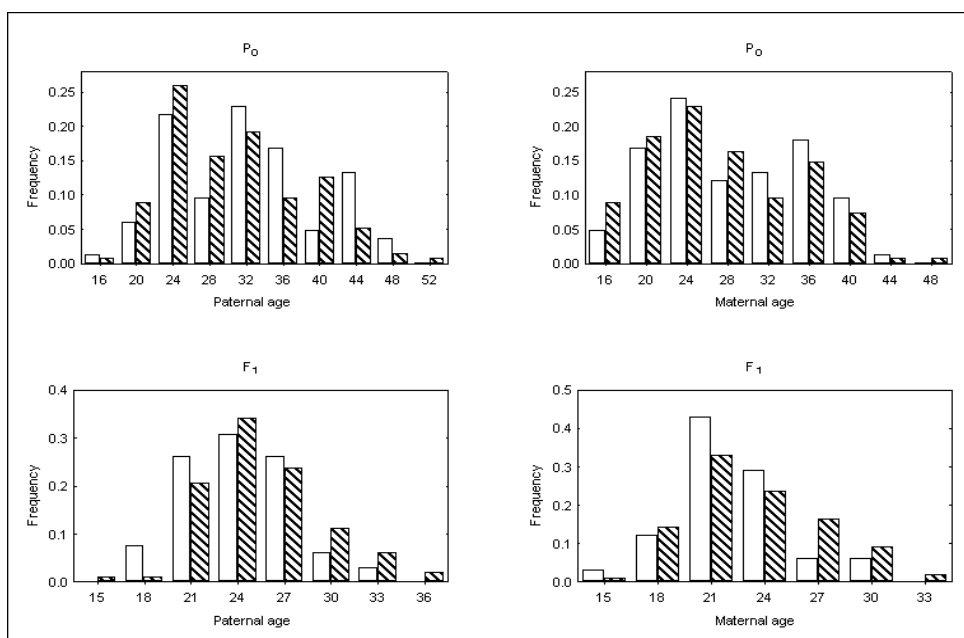 P0
Frequency
0.25
0.20
0.15
0.10
0.05
0.00
16 20 24 28 32 36 40 44 48 52
Paternal age
P0
Frequency
0.25
0.20
0.15
0.10
0.05
0.00
16 20 24 28 32 36 40 44 48
Maternal age
F1
Frequency
0.4
0.3
0.2
0.1
0.0
15 18 21 24 27 30 33 36
Paternal age
F1
Frequency
0.5
0.4
0.3
0.2
0.1
0.0
15 18 21 24 27 30 33
Maternal age